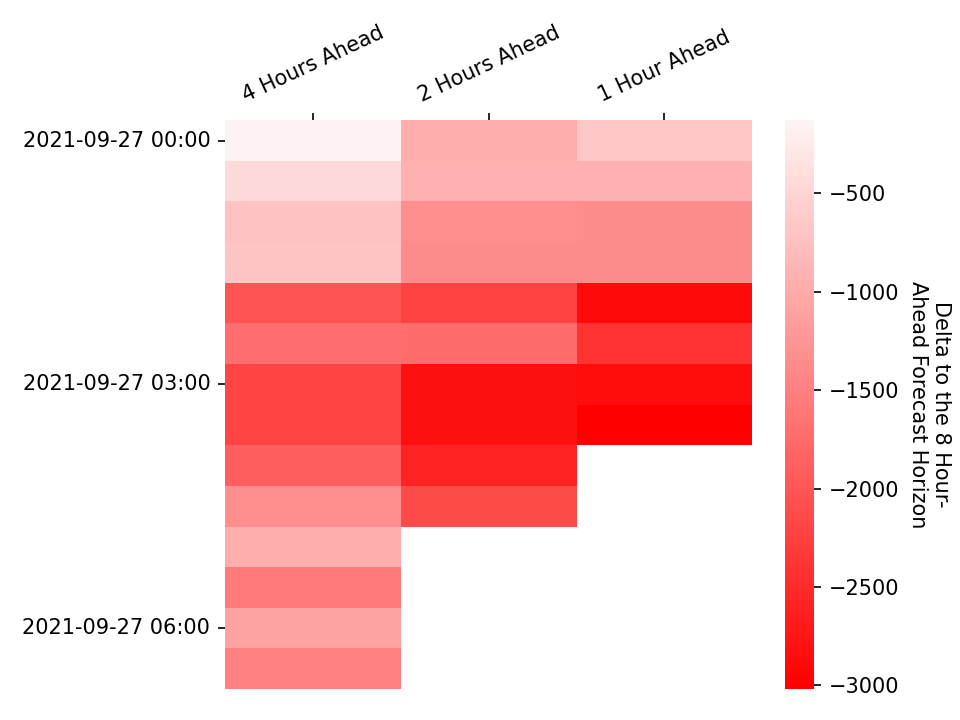 4 Hours Ahead
2 Hours Ahead
1 Hour Ahead
2021-09-27 00:00
2021-09-27 03:00
2021-09-27 06:00
−500
−1000
−1500
−2000
−2500
−3000
Delta to the 8 Hour-
Ahead Forecast Horizon